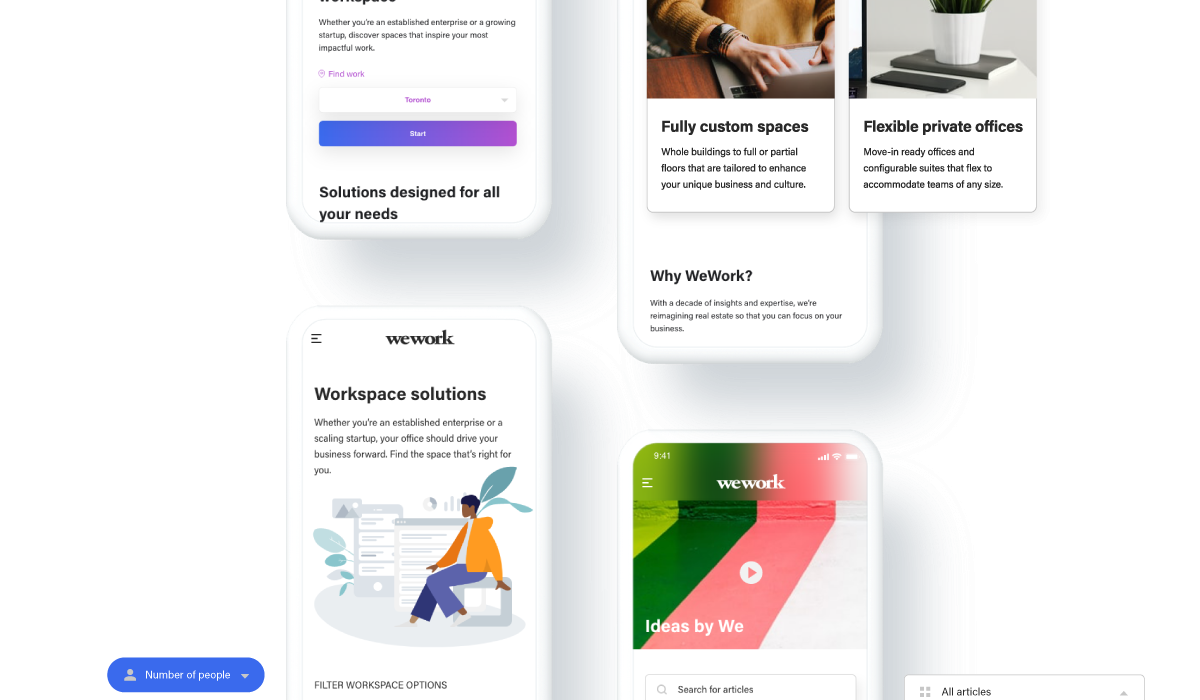 workspace
Whether you're an established enterprise or a growing
startup, discover spaces that inspire your most
impactful work.
Find work
Toronto
Start
Solutions designed for all
your needs
Fully custom spaces
Whole buildings to full or partial
floors that are tailored to enhance
your unique business and culture.
Flexible private offices
Move-in ready offices and
configurable suites that flex to
accommodate teams of any size.
Why WeWork?
With a decade of insights and expertise, we're
reimagining real estate so that you can focus on your
business.
wework
Workspace solutions
Whether you're an established enterprise or a
scaling startup, your office should drive your
business forward. Find the space that's right for
you.
Number of people
FILTER WORKSPACE OPTIONS
9:41
wework
Ideas by We
Search for articles
All articles